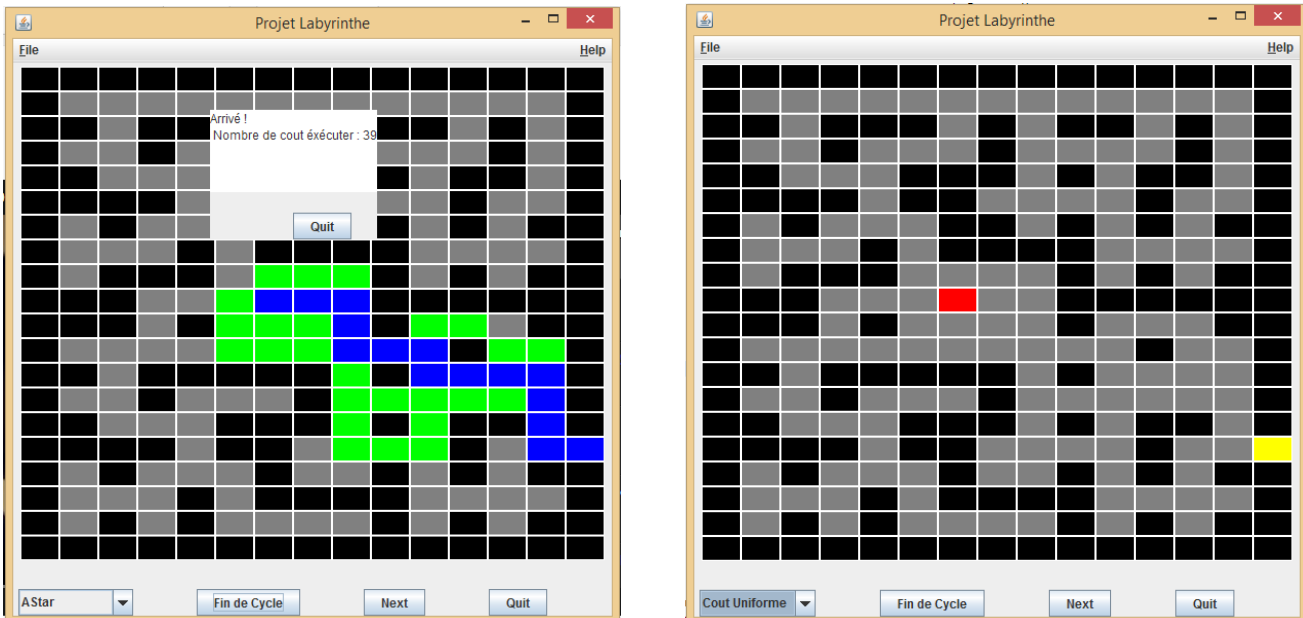 Projet Labyrinthe
File
Help
Arrivé !
Nombre de cout éxécuter : 39
Quit
AStar
Fin de Cycle
Next
Quit
Projet Labyrinthe
File
Help
Cout Uniforme
Fin de Cycle
Next
Quit